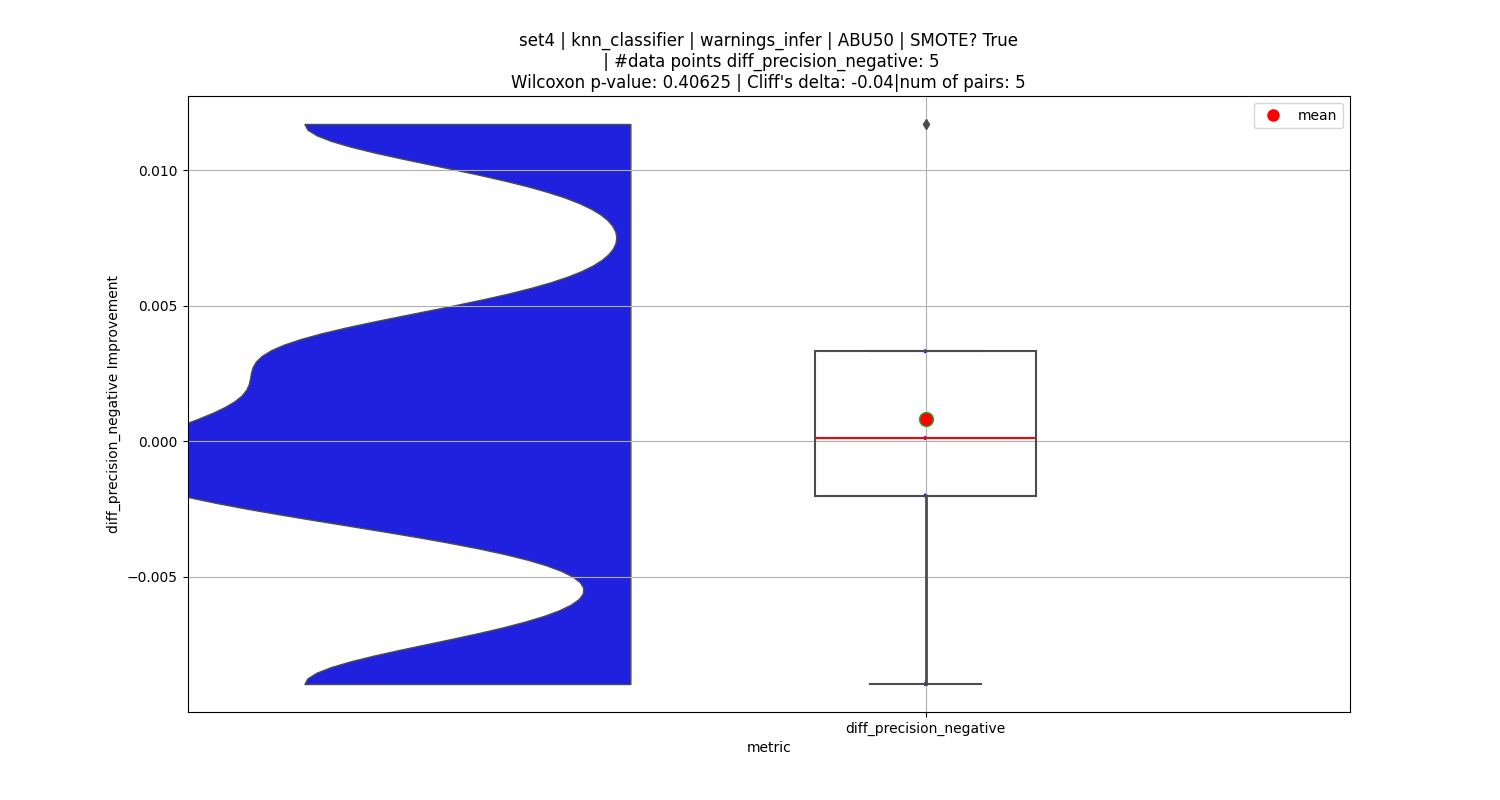 set4 | knn_classifier | warnings_infer | ABU50 | SMOTE? True
| #data points diff_precision_negative: 5
Wilcoxon p-value: 0.40625 | Cliff's delta: -0.04|num of pairs: 5
mean
0.010
0.005
0.000
−0.005
diff_precision_negative Improvement
diff_precision_negative
metric